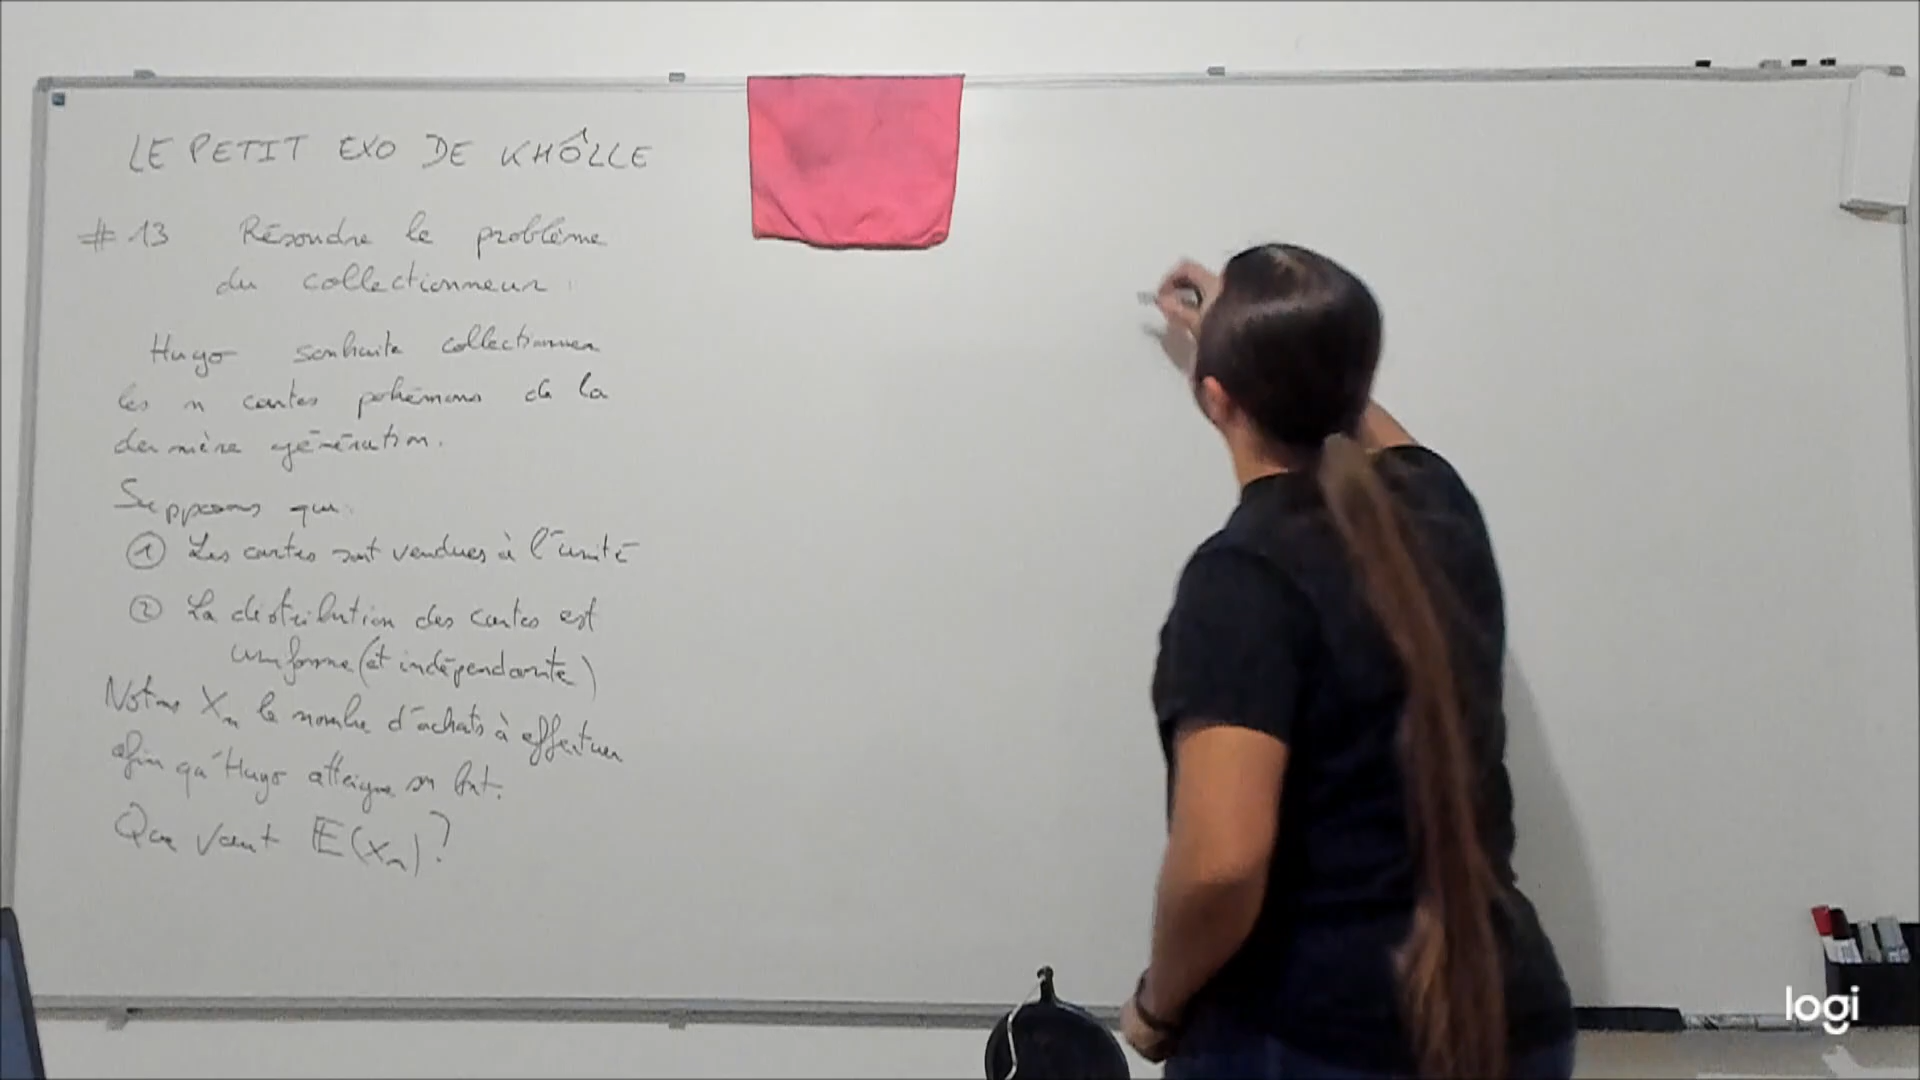 LE PETIT EXO DE KHÔLLE
# 13 Résoudre le problème
du collectionneur :
Hugo souhaite collectionner
les n cartes pokémons de la
dernière génération.
Supposons que:
① Les cartes sont vendues à l'unité
② La distribution des cartes est
uniforme (et indépendante)
Notons Xn le nombre d'achats à effectuer
afin qu'Hugo atteigne son but.
Que vaut E(Xn)?
logi